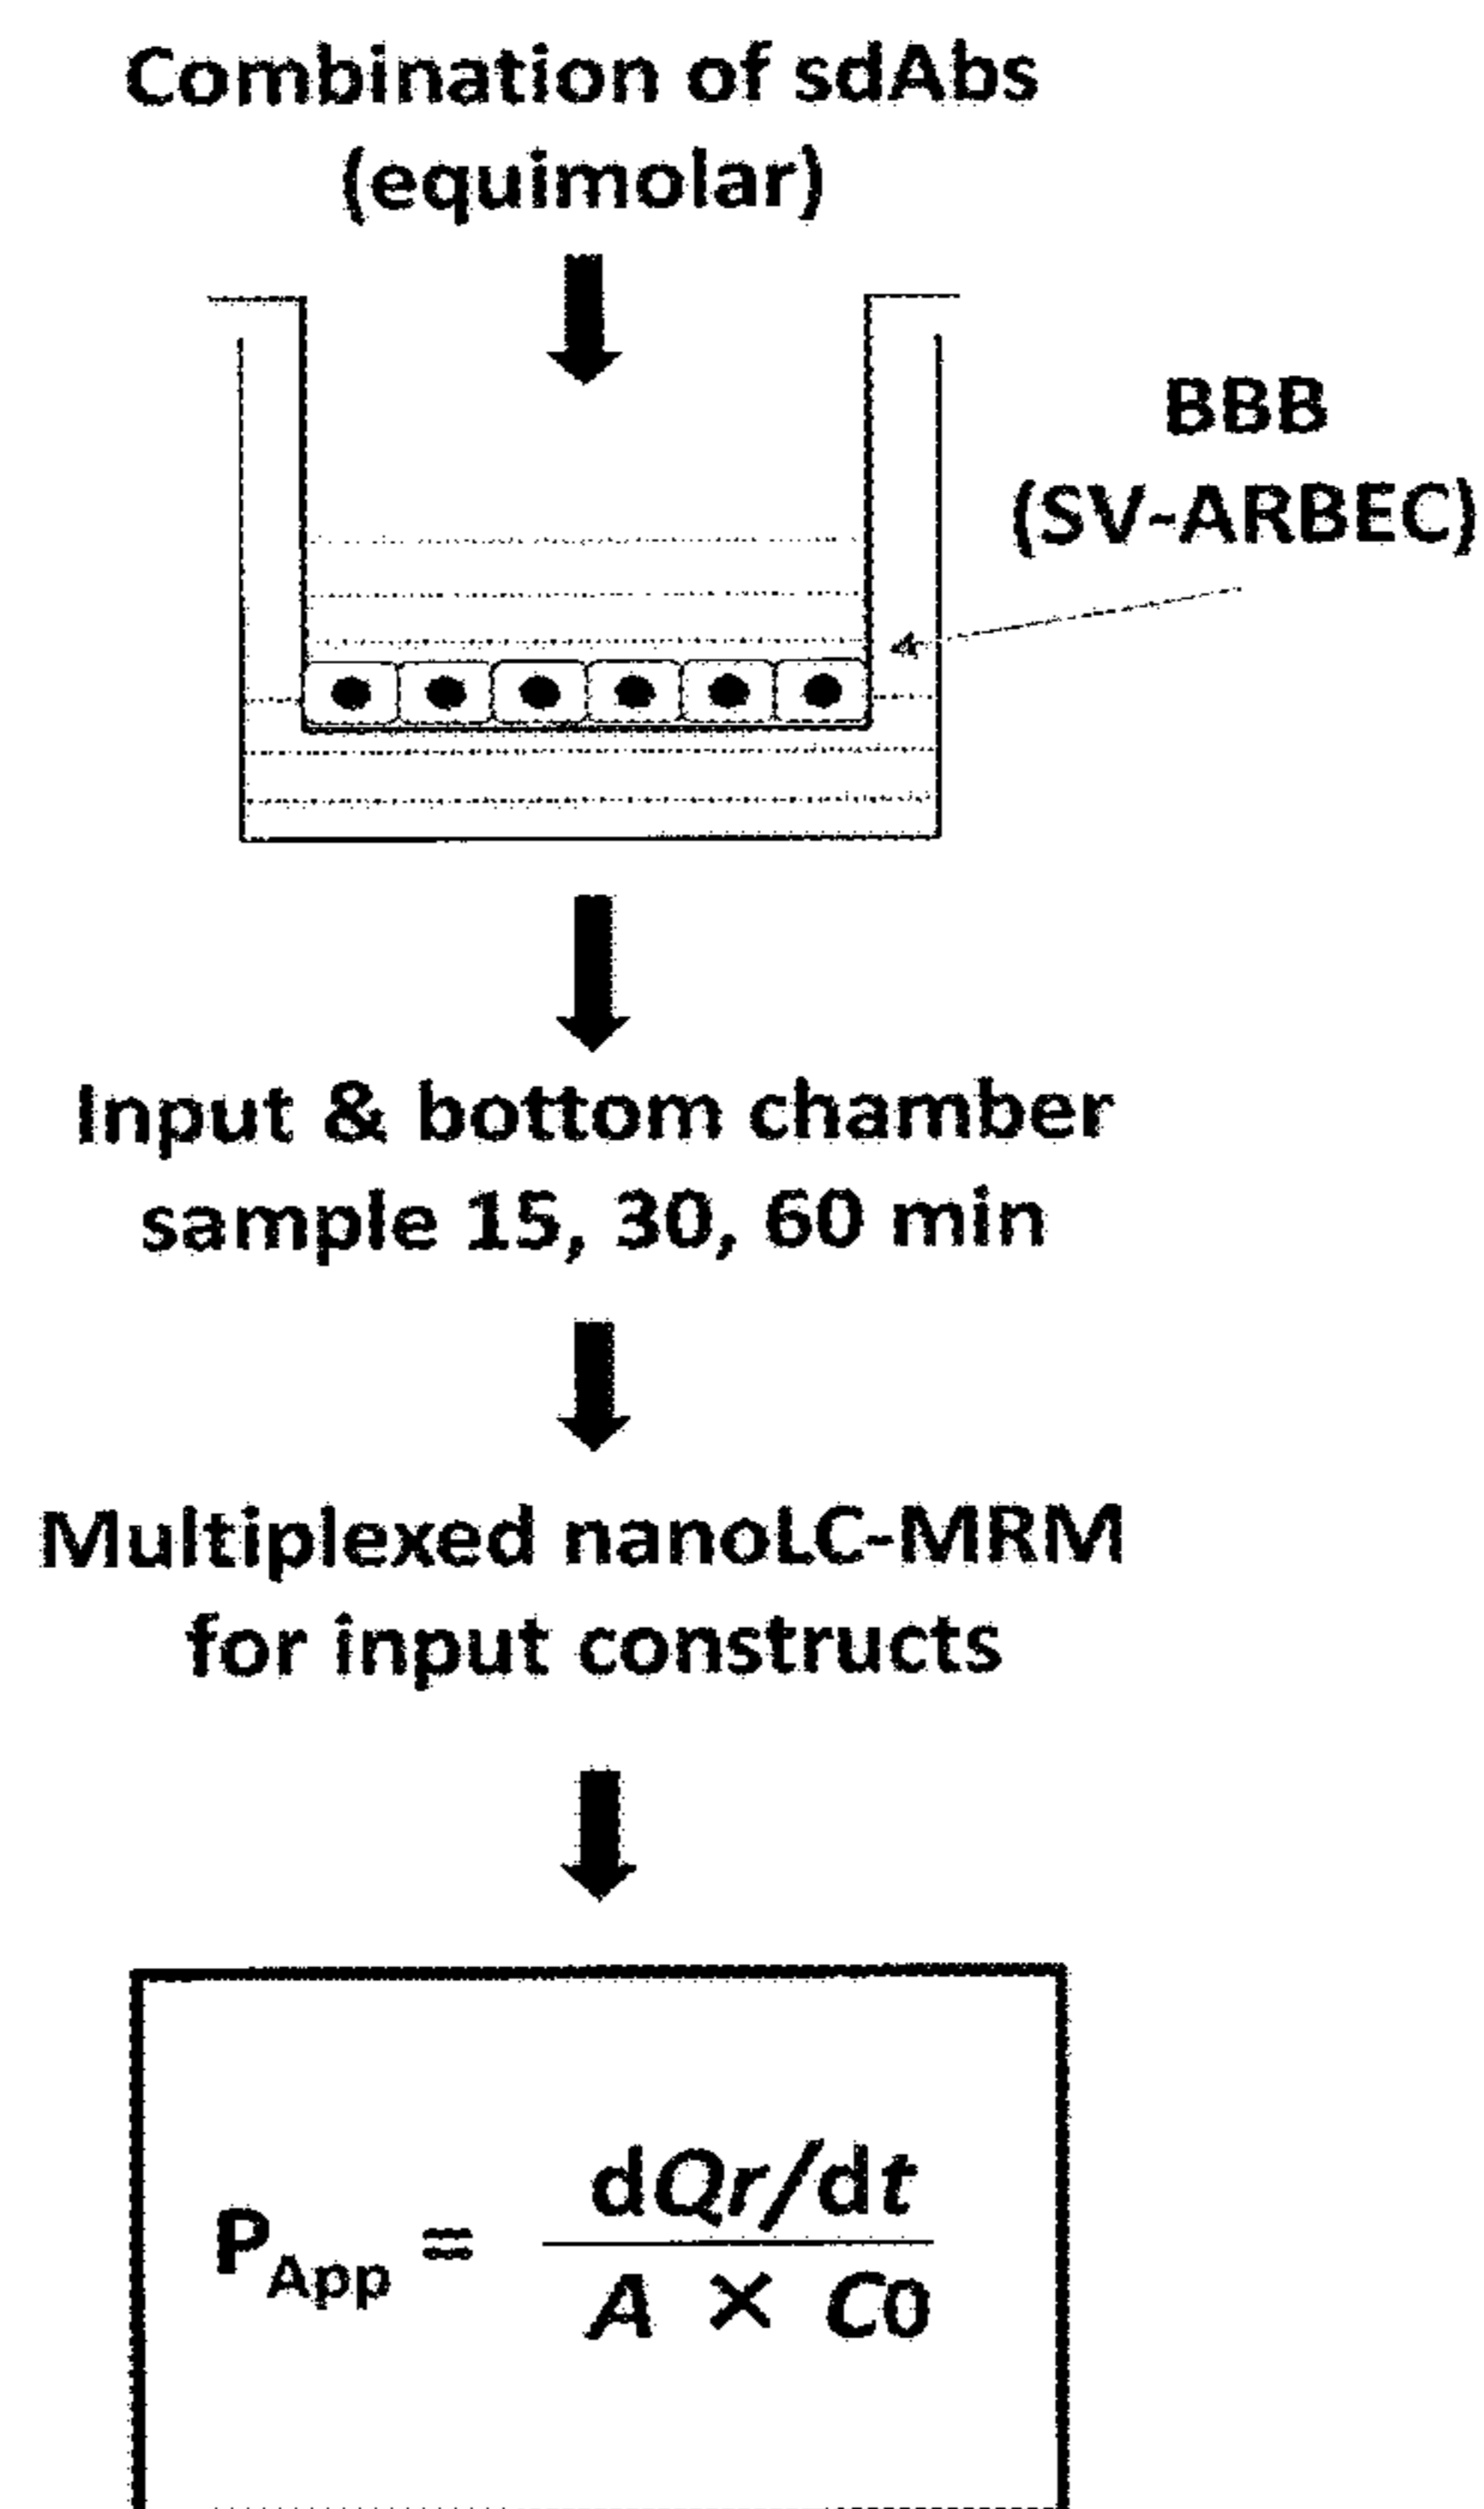 Combination of sdAbs
(equimolar)
BBB
(SV-ARBEC)
Input & bottom chamber
sample 15, 30, 60 min
Multiplexed nanoLC-MRM
for input constructs
P_App = dQr/dt
A × C0